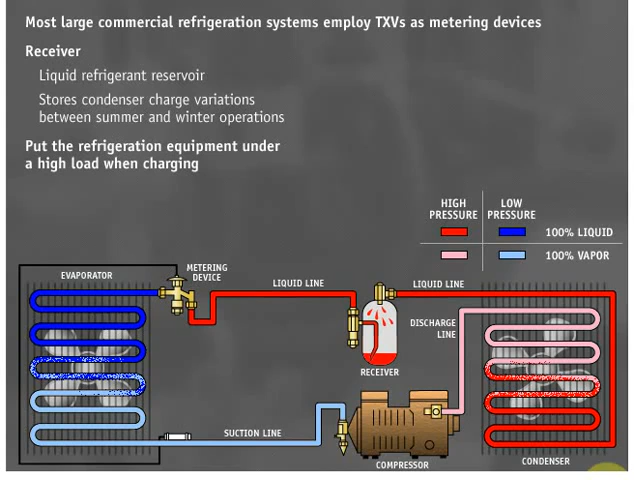 Most large commercial refrigeration systems employ TXVs as metering devices
Receiver
Liquid refrigerant reservoir
Stores condenser charge variations
between summer and winter operations
Put the refrigeration equipment under
a high load when charging
HIGH
PRESSURE
LOW
PRESSURE
100% LIQUID
100% VAPOR
EVAPORATOR
METERING
DEVICE
LIQUID LINE
LIQUID LINE
DISCHARGE
LINE
RECEIVER
SUCTION LINE
COMPRESSOR
CONDENSER